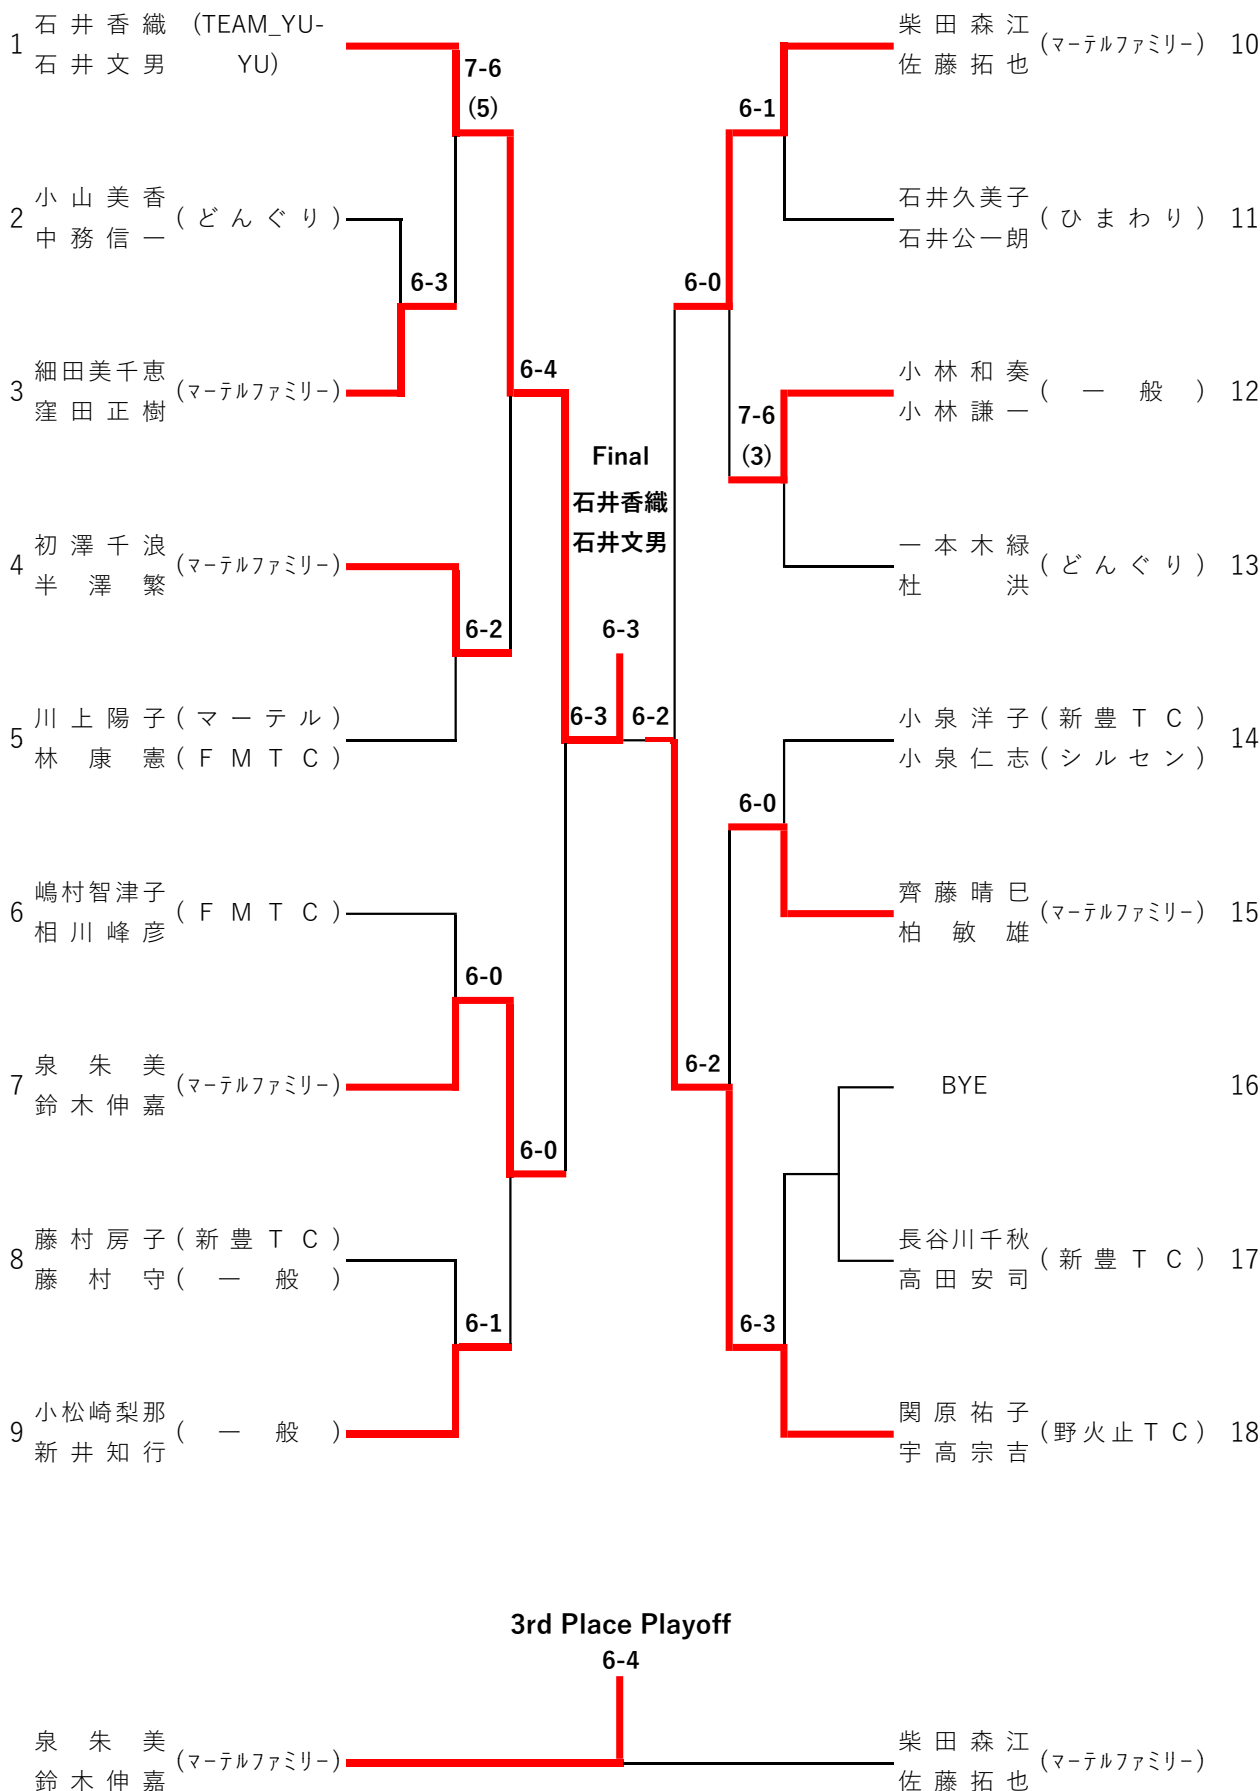 1 石井香織 (TEAM_YU-
石井文男 YU)
7-6
(5)
2 小山美香 (どんぐり)
中務信一
6-3
3 細田美千恵 (マーテルファミリー)
窪田正樹
6-4
4 初澤千浪 (マーテルファミリー)
半澤繁
6-2
5 川上陽子 (マーテル)
林康憲 (FMTC)
6-3
6 嶋村智津子 (FMTC)
相川峰彦
6-0
7 泉朱美 (マーテルファミリー)
鈴木伸嘉
6-0
8 藤村房子 (新豊TC)
藤村守 (一般)
6-1
9 小松崎梨那 (一般)
新井知行
Final
石井香織
石井文男
6-3
柴田森江 (マーテルファミリー) 10
佐藤拓也
6-1
石井久美子 (ひまわり) 11
石井公一朗
6-0
小林和奏 (一般) 12
小林謙一
7-6
(3)
一本木緑 (どんぐり) 13
杜洪
6-2
小泉洋子 (新豊TC) 14
小泉仁志 (シルセン)
6-0
齊藤晴巳 (マーテルファミリー) 15
柏敏雄
6-2
BYE 16
長谷川千秋 (新豊TC) 17
高田安司
6-3
関原祐子 (野火止TC) 18
宇高宗吉
3rd Place Playoff
6-4
泉朱美 (マーテルファミリー)
鈴木伸嘉
柴田森江 (マーテルファミリー)
佐藤拓也